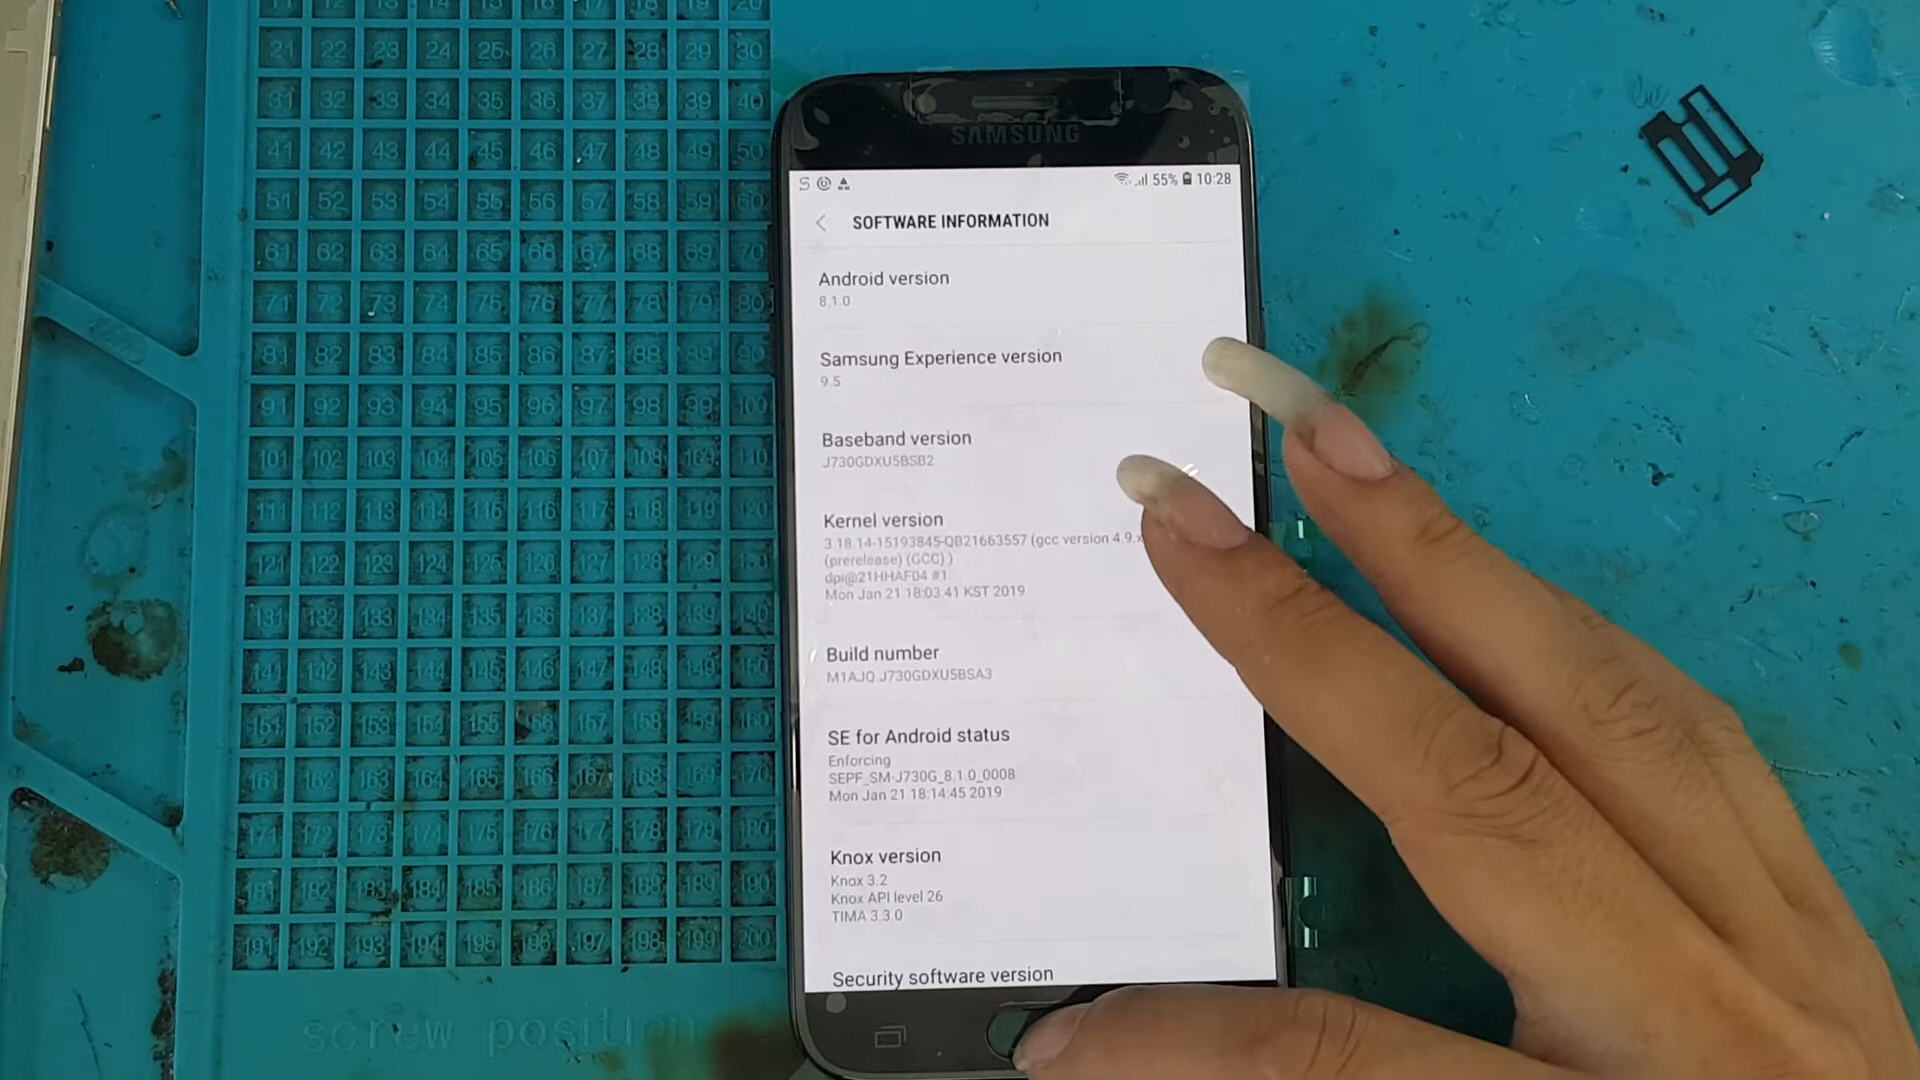 11 12 13 14 15 16 17 18 19 20
21 22 23 24 25 26 27 28 29 30
31 32 33 34 35 36 37 38 39 40
41 42 43 44 45 46 47 48 49 50
51 52 53 54 55 56 57 58 59 60
61 62 63 64 65 66 67 68 69 70
71 72 73 74 75 76 77 78 79 80
81 82 83 84 85 86 87 88 89 90
91 92 93 94 95 96 97 98 99 100
101 102 103 104 105 106 107 108 109 110
111 112 113 114 115 116 117 118 119 120
121 122 123 124 125 126 127 128 129 130
131 132 133 134 135 136 137 138 139 140
141 142 143 144 145 146 147 148 149 150
151 152 153 154 155 156 157 158 159 160
161 162 163 164 165 166 167 168 169 170
171 172 173 174 175 176 177 178 179 180
181 182 183 184 185 186 187 188 189 190
191 192 193 194 195 196 197 198 199 200
screw position
SAMSUNG
55% 10:28
SOFTWARE INFORMATION
Android version
8.1.0
Samsung Experience version
9.5
Baseband version
J730GDXU5BSB2
Kernel version
3.18.14-15193845-QB21663557 (gcc version 4.9.x
(prerelease) (GCC) )
dpi@21HHAF04 #1
Mon Jan 21 18:03:41 KST 2019
Build number
M1AJQ.J730GDXU5BSA3
SE for Android status
Enforcing
SEPF_SM-J730G_8.1.0_0008
Mon Jan 21 18:14:45 2019
Knox version
Knox 3.2
Knox API level 26
TIMA 3.3.0
Security software version